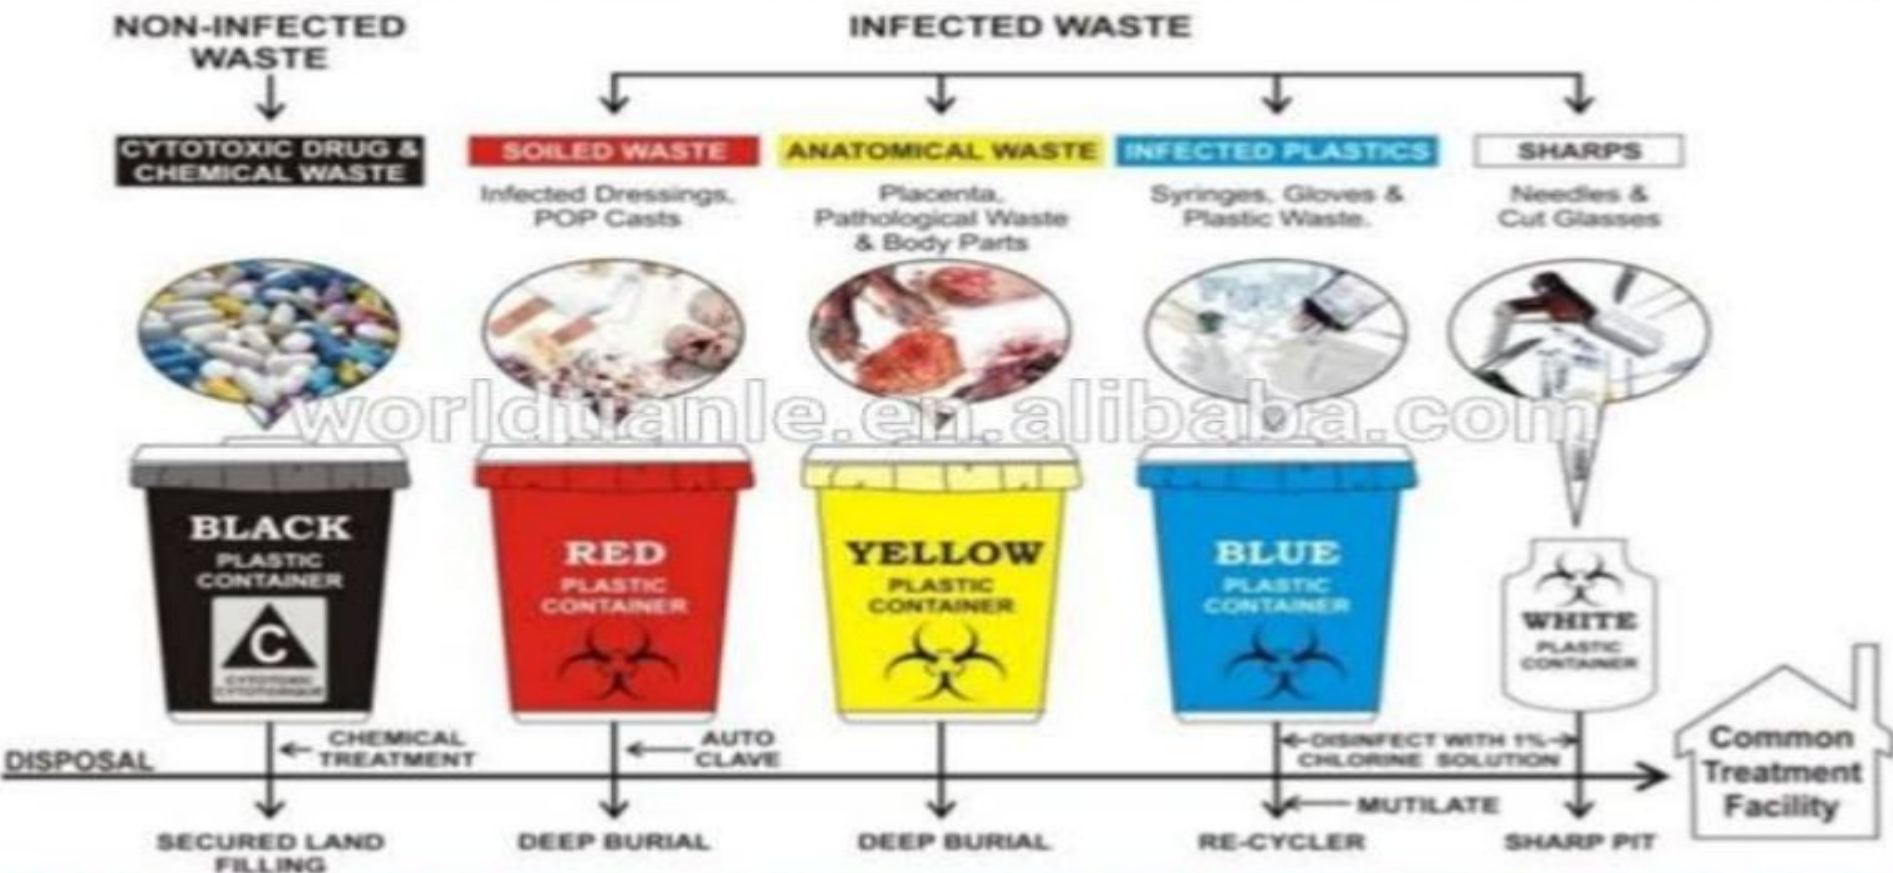 NON-INFECTED
WASTE
INFECTED WASTE
CYTOTOXIC DRUG &
CHEMICAL WASTE
SOILED WASTE
Infected Dressings,
POP Casts
ANATOMICAL WASTE
Placenta,
Pathological Waste
& Body Parts
INFECTED PLASTICS
Syringes, Gloves &
Plastic Waste.
SHARPS
Needles &
Cut Glasses
worldtianle.en.alibaba.com
BLACK
PLASTIC
CONTAINER
C
CYTOTOXIC
CYTOTOXIQUE
RED
PLASTIC
CONTAINER
YELLOW
PLASTIC
CONTAINER
BLUE
PLASTIC
CONTAINER
WHITE
PLASTIC
CONTAINER
DISPOSAL
CHEMICAL
TREATMENT
AUTO
CLAVE
DISINFECT WITH 1%
CHLORINE SOLUTION
MUTILATE
Common
Treatment
Facility
SECURED LAND
FILLING
DEEP BURIAL
DEEP BURIAL
RE-CYCLER
SHARP PIT